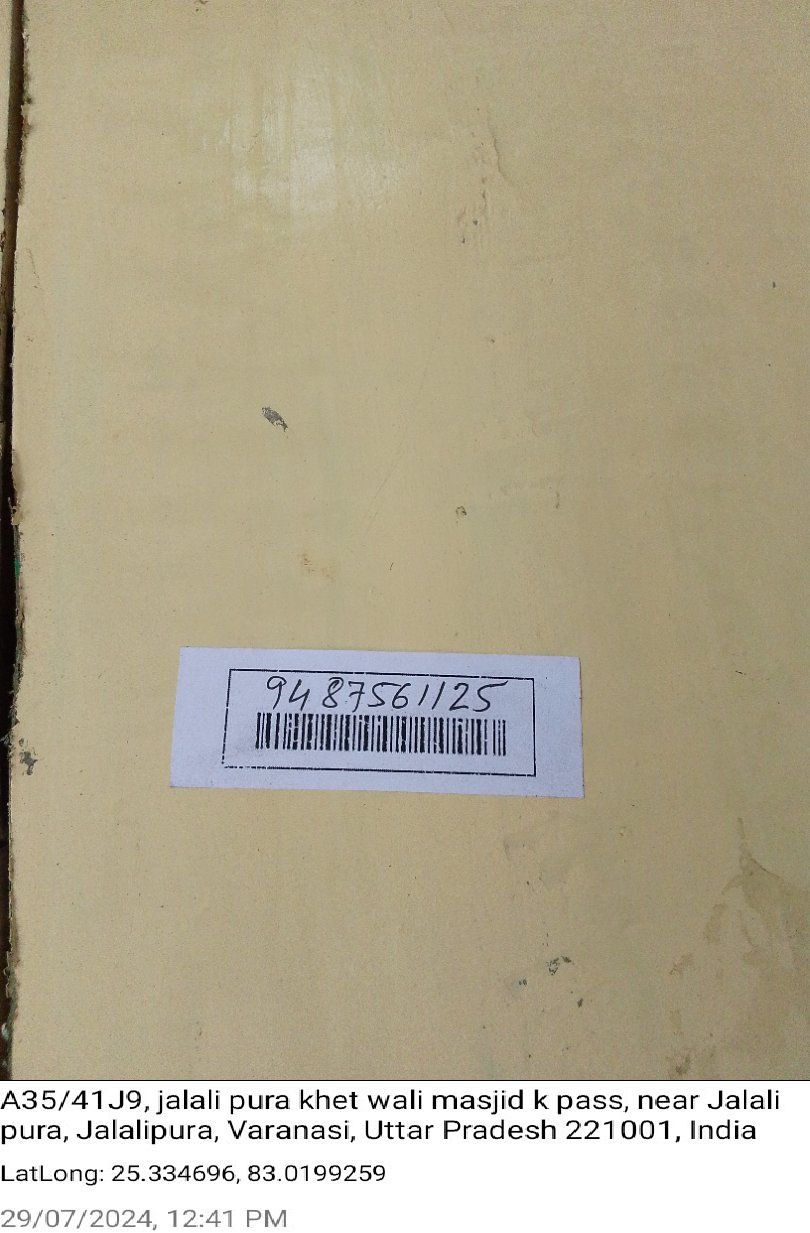 9487561125
A35/41J9, jalali pura khet wali masjid k pass, near Jalali
pura, Jalalipura, Varanasi, Uttar Pradesh 221001, India
LatLong: 25.334696, 83.0199259
29/07/2024, 12:41 PM